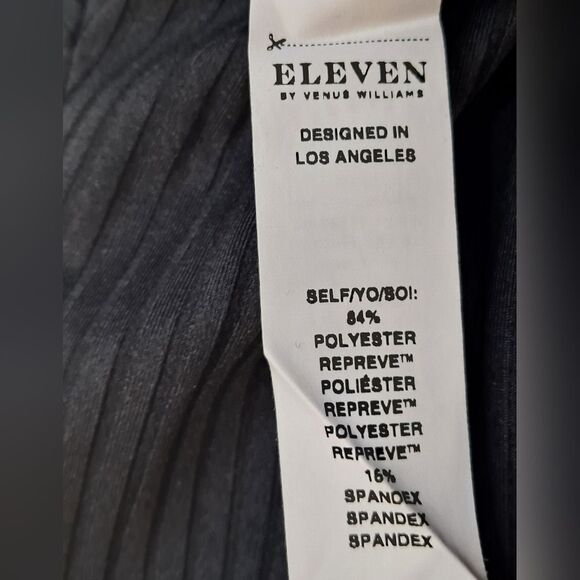 ELEVEN
BY VENUS WILLIAMS
DESIGNED IN
LOS ANGELES
SELF/YO/SOI:
84%
POLYESTER
REPREVE™
POLIÉSTER
REPREVE™
POLYESTER
REPREVE™
16%
SPANDEX
SPANDEX
SPANDEX